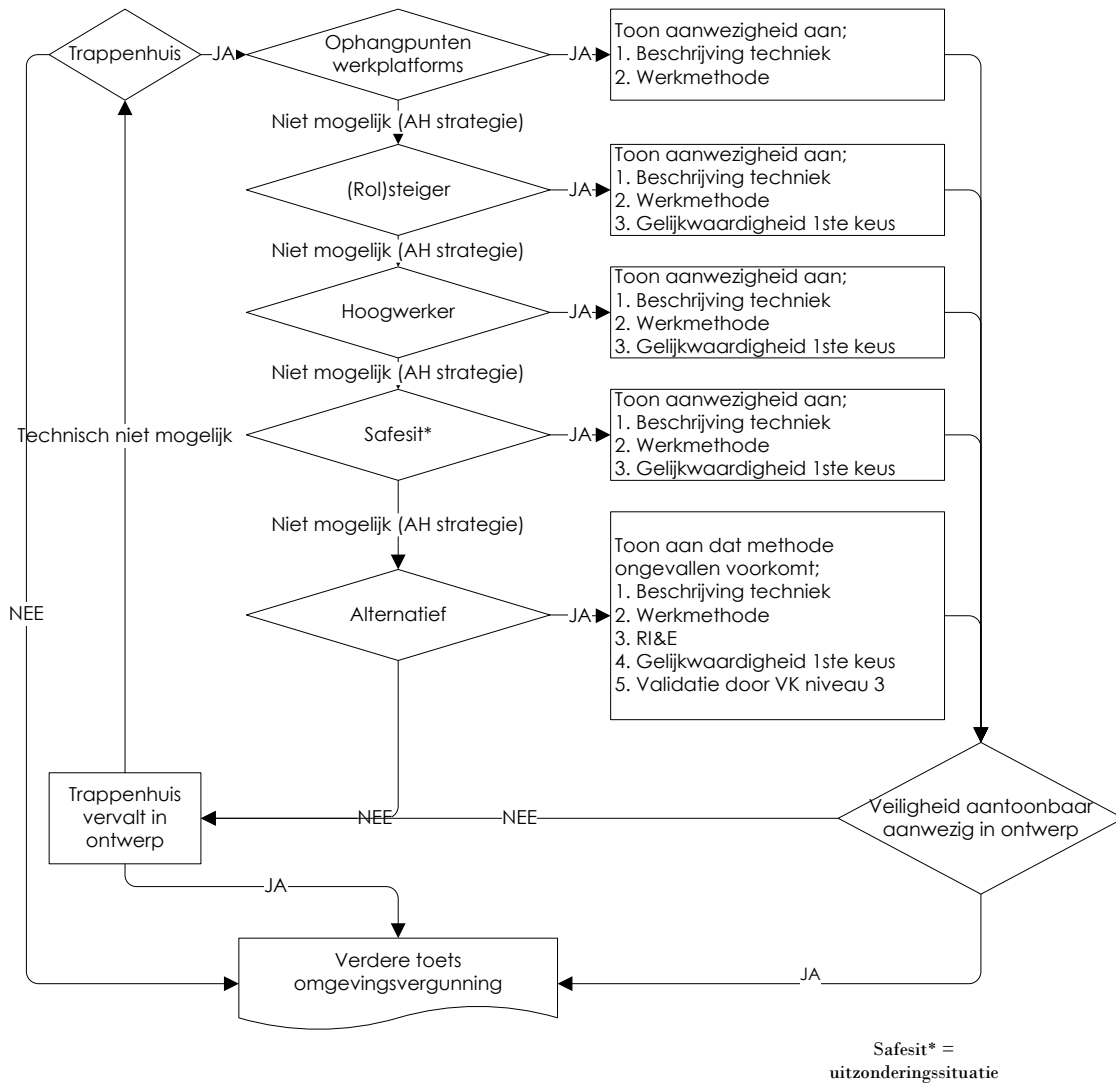 Trappenhuis
JA
Ophangpunten
werkplatforms
JA
Toon aanwezigheid aan;
1. Beschrijving techniek
2. Werkmethode
Niet mogelijk (AH strategie)
(Rol)steiger
JA
Toon aanwezigheid aan;
1. Beschrijving techniek
2. Werkmethode
3. Gelijkwaardigheid 1ste keus
Niet mogelijk (AH strategie)
Hoogwerker
JA
Toon aanwezigheid aan;
1. Beschrijving techniek
2. Werkmethode
3. Gelijkwaardigheid 1ste keus
Niet mogelijk (AH strategie)
Technisch niet mogelijk
Safesit*
JA
Toon aanwezigheid aan;
1. Beschrijving techniek
2. Werkmethode
3. Gelijkwaardigheid 1ste keus
Niet mogelijk (AH strategie)
NEE
Alternatief
JA
Toon aan dat methode
ongevallen voorkomt;
1. Beschrijving techniek
2. Werkmethode
3. RI&E
4. Gelijkwaardigheid 1ste keus
5. Validatie door VK niveau 3
Trappenhuis
vervalt in
ontwerp
NEE
NEE
Veiligheid aantoonbaar
aanwezig in ontwerp
JA
Verdere toets
omgevingsvergunning
JA
Safesit* =
uitzonderingssituatie